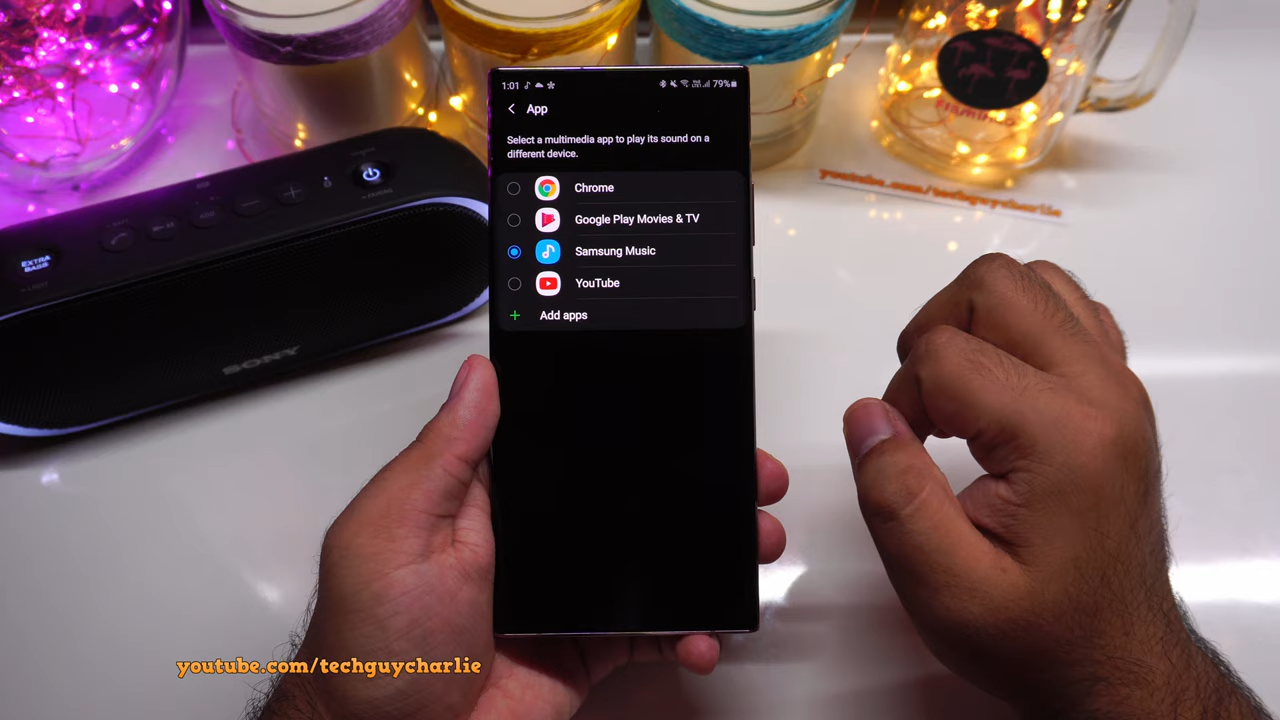 1:01
79%
App
Select a multimedia app to play its sound on a
different device.
Chrome
Google Play Movies & TV
Samsung Music
YouTube
Add apps
EXTRA
BASS
SONY
youtube.com/techguycharlie
youtube.com/techguycharlie